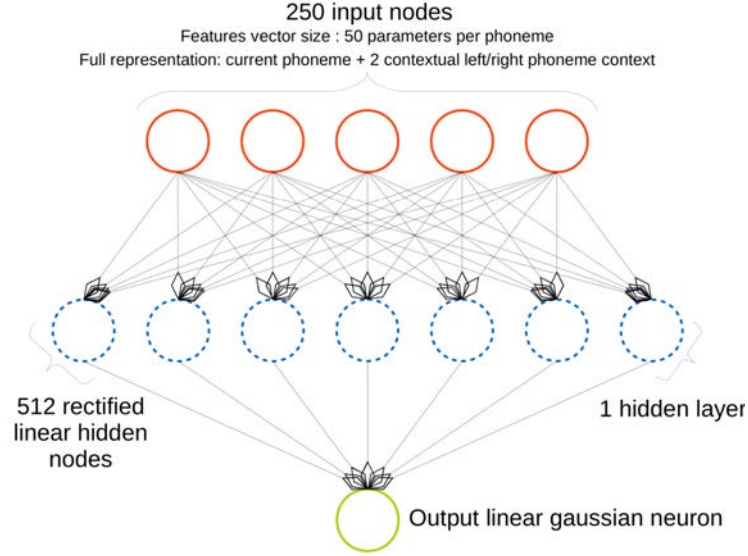 250 input nodes
Features vector size : 50 parameters per phoneme
Full representation: current phoneme + 2 contextual left/right phoneme context
512 rectified
linear hidden
nodes
1 hidden layer
Output linear gaussian neuron